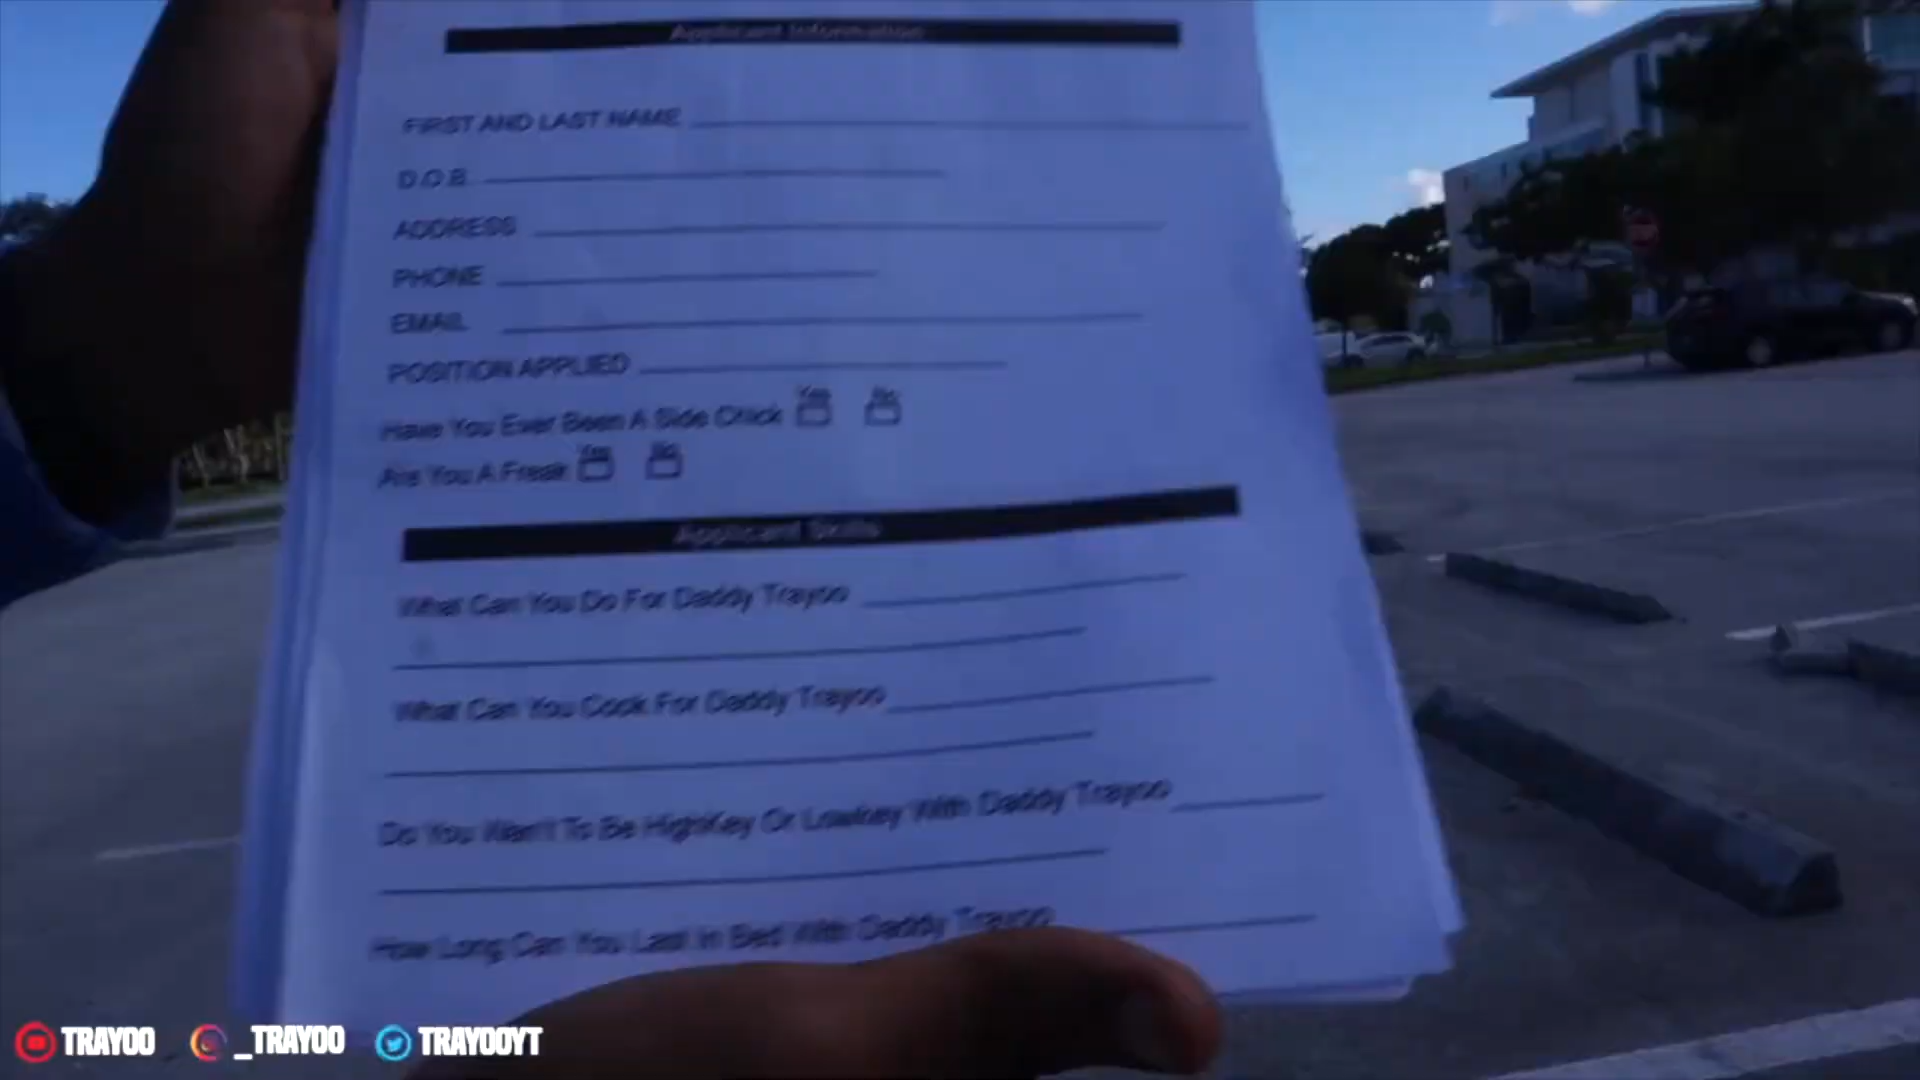 Applicant Information
FIRST AND LAST NAME
D.O.B
ADDRESS
PHONE
EMAIL
POSITION APPLIED
Have You Ever Been A Side Chick Yes No
Are You A Freak Yes No
Applicant Skills
What Can You Do For Daddy Trayoo
What Can You Cook For Daddy Trayoo
Do You Wan't To Be HighKey Or Lowkey With Daddy Trayoo
How Long Can You Last In Bed With Daddy Trayoo
TRAYOO _TRAYOO TRAYOOYT